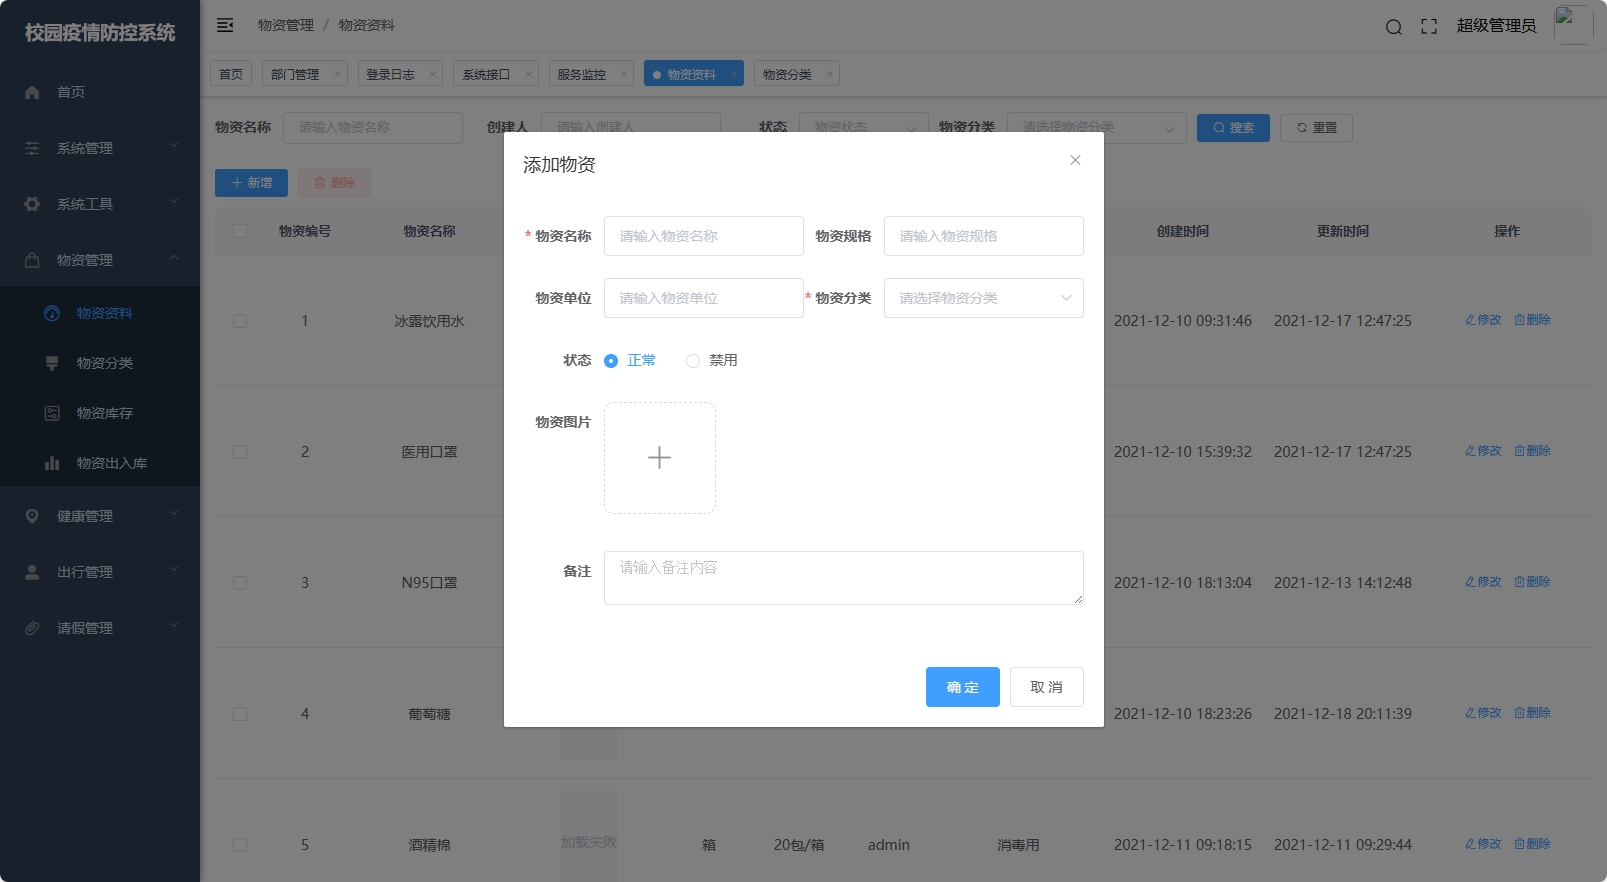 校园疫情防控系统
物资管理 / 物资资料
超级管理员
首页
部门管理 ×
登录日志 ×
系统接口 ×
服务监控 ×
物资资料 ×
物资分类 ×
首页
系统管理
系统工具
物资管理
物资资料
物资分类
物资库存
物资出入库
健康管理
出行管理
请假管理
物资名称 请输入物资名称 创建人 请输入创建人 状态 物资状态 物资分类 请选择物资分类 搜索 重置
新增 删除
物资编号 物资名称 创建时间 更新时间 操作
1 冰露饮用水 2021-12-10 09:31:46 2021-12-17 12:47:25 修改 删除
2 医用口罩 2021-12-10 15:39:32 2021-12-17 12:47:25 修改 删除
3 N95口罩 2021-12-10 18:13:04 2021-12-13 14:12:48 修改 删除
4 葡萄糖 2021-12-10 18:23:26 2021-12-18 20:11:39 修改 删除
5 酒精棉 加载失败 箱 20包/箱 admin 消毒用 2021-12-11 09:18:15 2021-12-11 09:29:44 修改 删除
添加物资
* 物资名称 请输入物资名称 物资规格 请输入物资规格
物资单位 请输入物资单位 * 物资分类 请选择物资分类
状态 正常 禁用
物资图片
备注 请输入备注内容
确 定 取 消